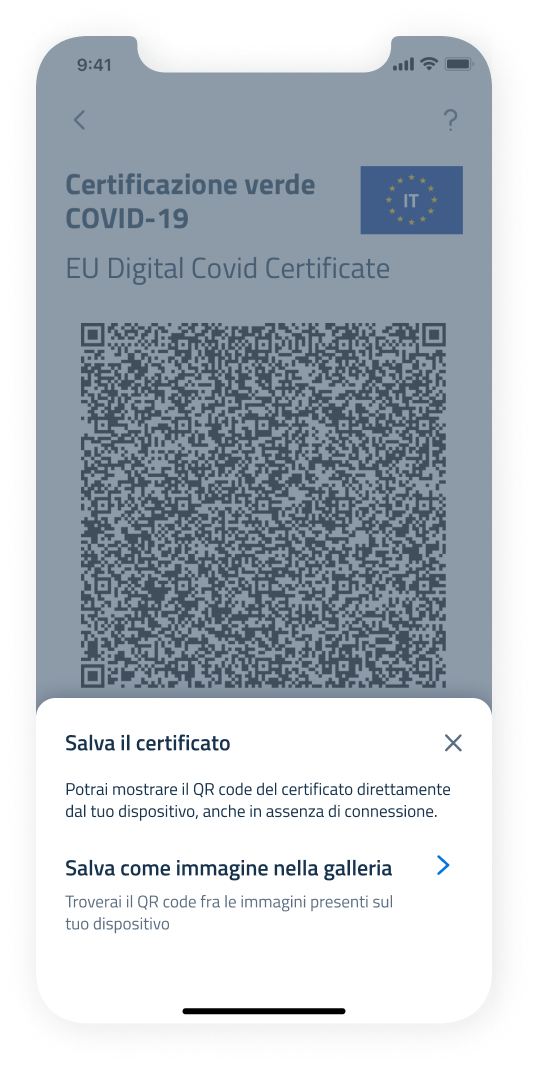 9:41
?
Certificazione verde
COVID-19
IT
EU Digital Covid Certificate
Salva il certificato
Potrai mostrare il QR code del certificato direttamente
dal tuo dispositivo, anche in assenza di connessione.
Salva come immagine nella galleria
Troverai il QR code fra le immagini presenti sul
tuo dispositivo